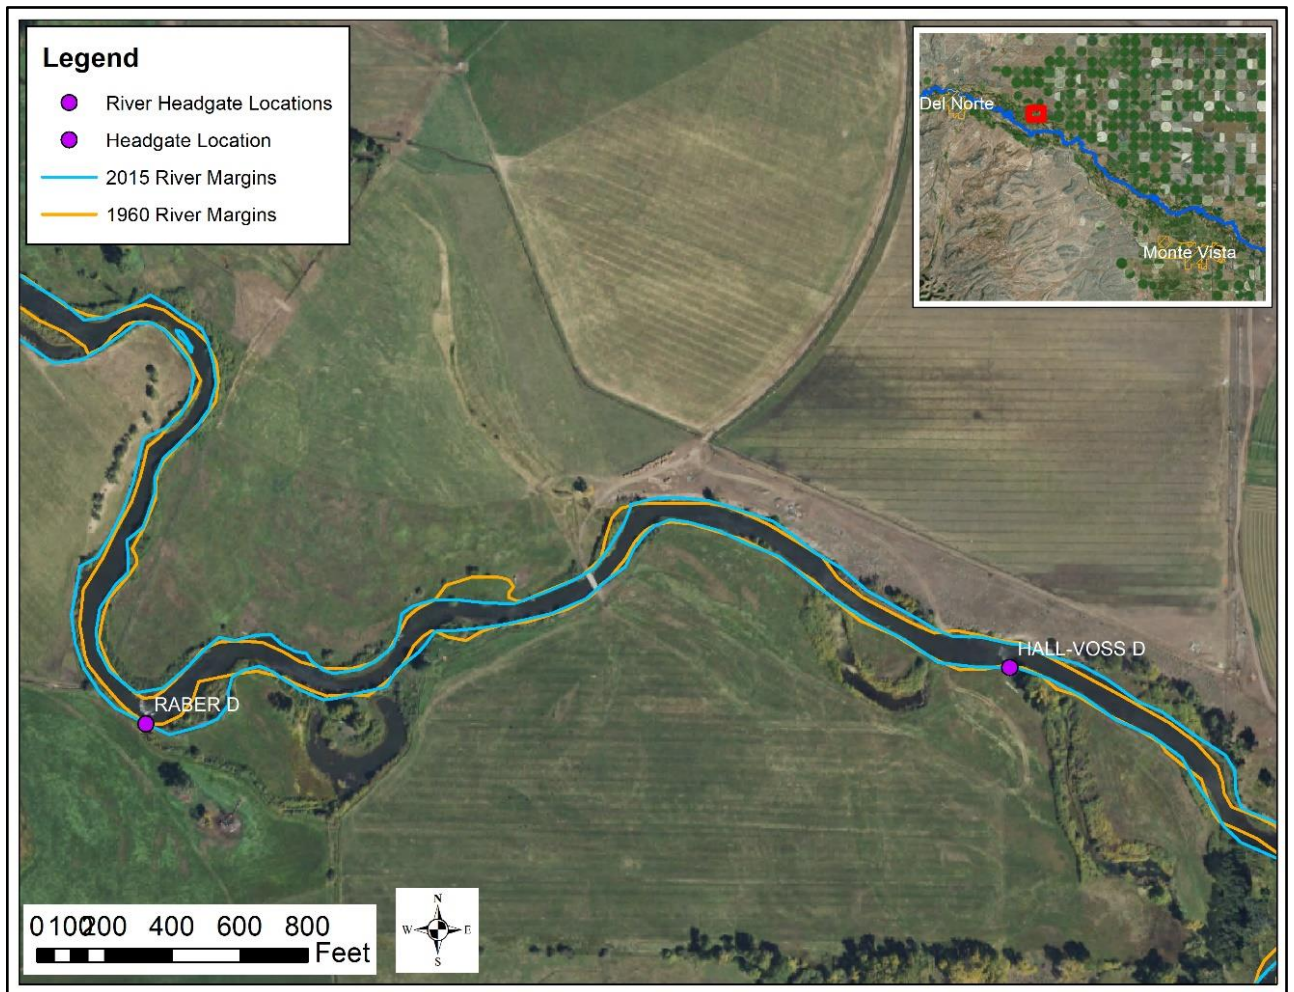 Legend
River Headgate Locations
Headgate Location
2015 River Margins
1960 River Margins
Del Norte
Monte Vista
HALL-VOSS D
RABER D
0 100 200 400 600 800
Feet
N
W E
S